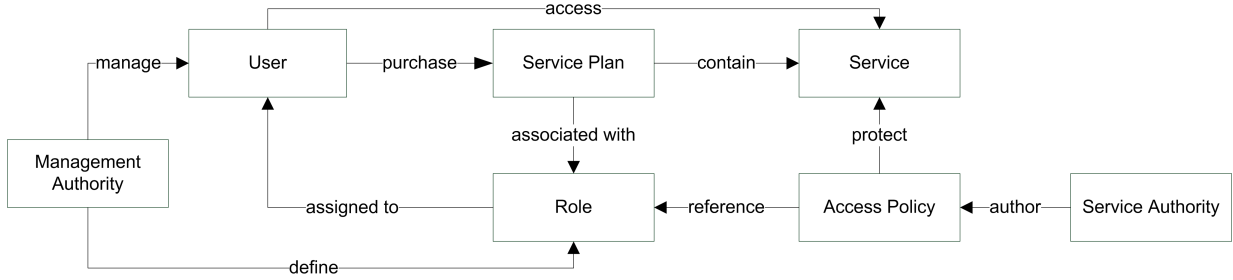 access
manage
User
purchase
Service Plan
contain
Service
associated with
protect
Management
Authority
assigned to
Role
reference
Access Policy
author
Service Authority
define